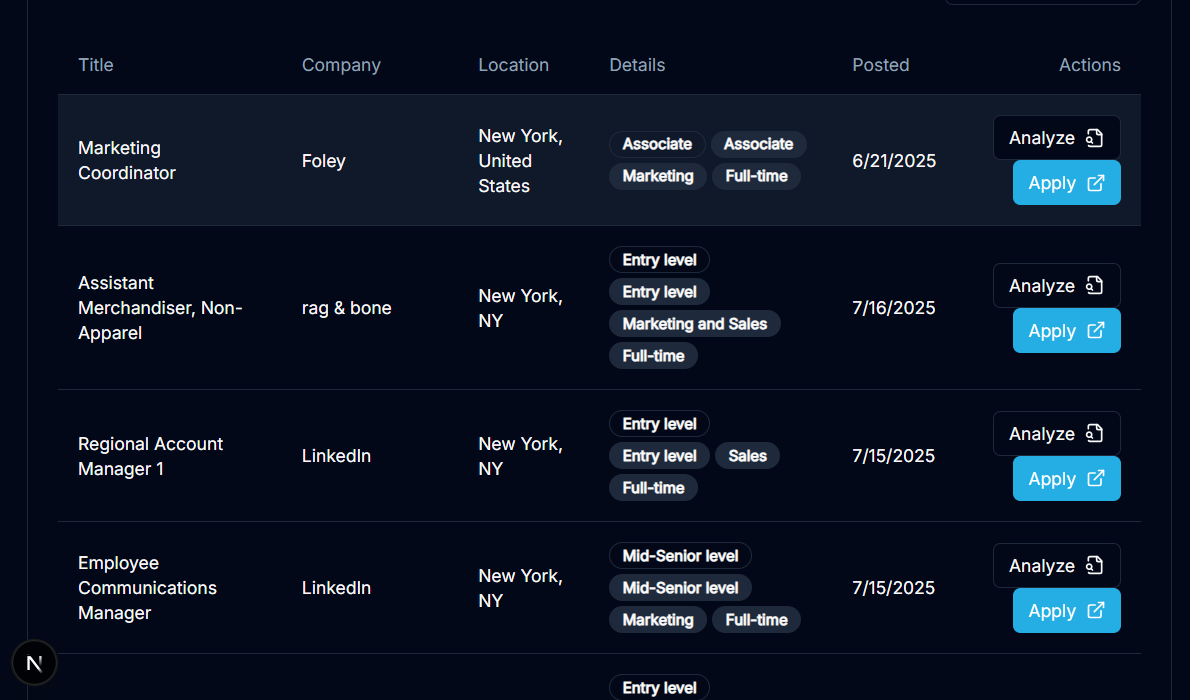 Title Company Location Details Posted Actions
Marketing Coordinator Foley New York, United States Associate Associate Marketing Full-time 6/21/2025 Analyze Apply
Assistant Merchandiser, Non-Apparel rag & bone New York, NY Entry level Entry level Marketing and Sales Full-time 7/16/2025 Analyze Apply
Regional Account Manager 1 LinkedIn New York, NY Entry level Entry level Sales Full-time 7/15/2025 Analyze Apply
Employee Communications Manager LinkedIn New York, NY Mid-Senior level Mid-Senior level Marketing Full-time 7/15/2025 Analyze Apply
N
Entry level